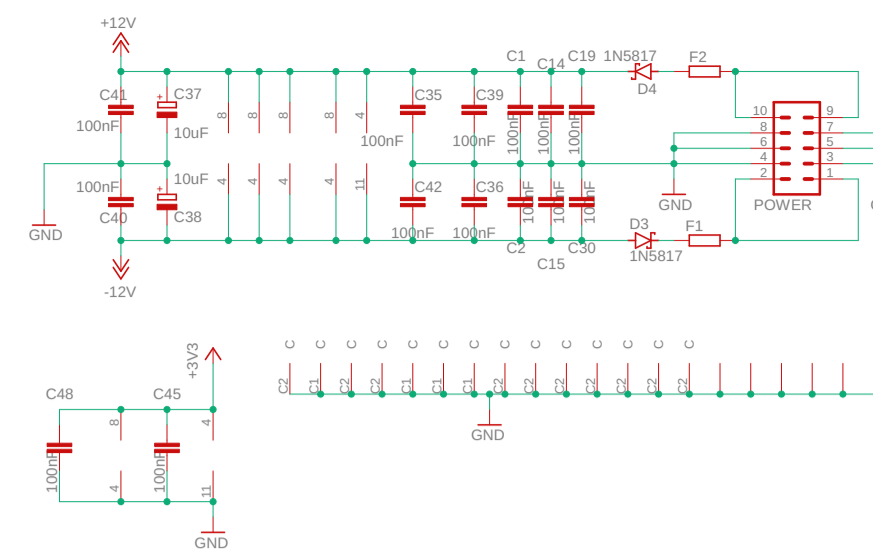 +12V
C41
100nF
C37
10uF
8
8
8
8
4
C35
100nF
C39
100nF
C1
100nF
C14
100nF
C19
100nF
1N5817
D4
F2
10
9
8
7
6
5
4
3
2
1
POWER
GND
GND
100nF
C40
10uF
C38
4
4
4
4
11
C42
100nF
C36
100nF
100nF
C2
100nF
C15
100nF
C30
D3
1N5817
F1
-12V
+3V3
C48
100nF
8
4
C45
100nF
4
11
GND
C C C C C C C C C C C C C C
C2 C1 C2 C2 C1 C1 C1 C2 C2 C2 C2 C2 C2 C2
GND